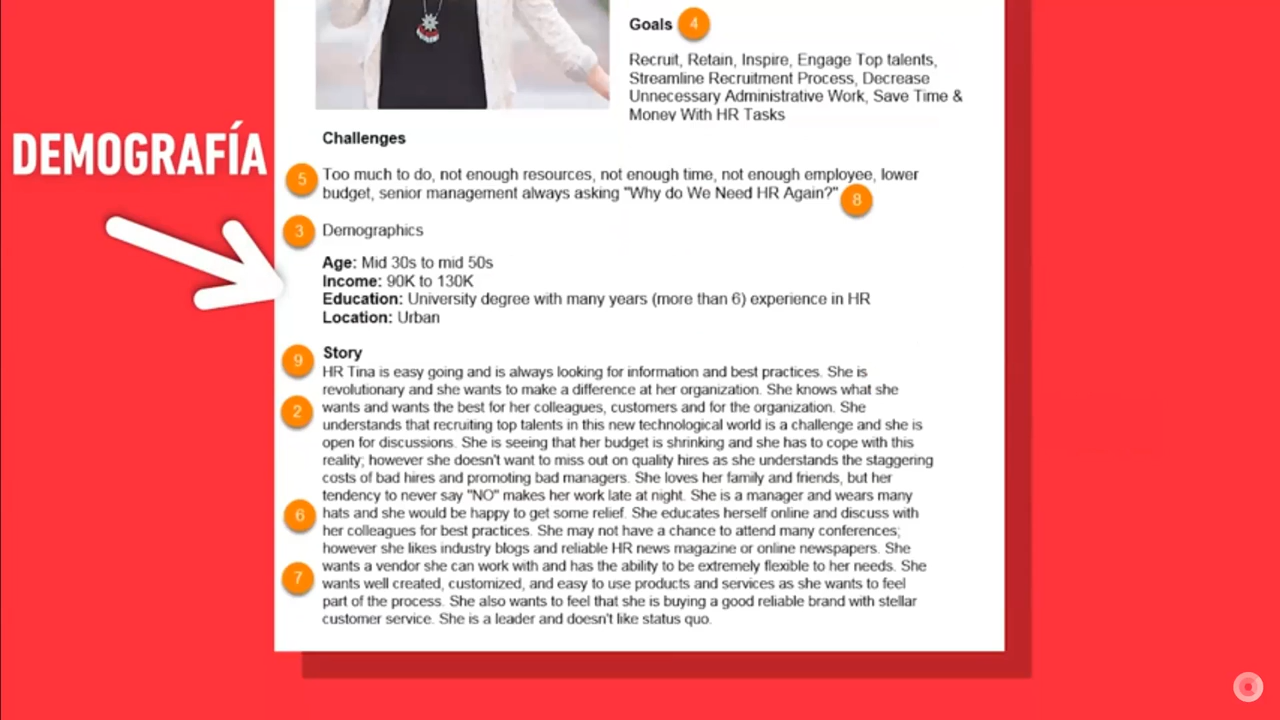 Goals 4
Recruit, Retain, Inspire, Engage Top talents,
Streamline Recruitment Process, Decrease
Unnecessary Administrative Work, Save Time &
Money With HR Tasks
DEMOGRAFÍA
Challenges
5 Too much to do, not enough resources, not enough time, not enough employee, lower
budget, senior management always asking "Why do We Need HR Again?" 8
3 Demographics
Age: Mid 30s to mid 50s
Income: 90K to 130K
Education: University degree with many years (more than 6) experience in HR
Location: Urban
9 Story
HR Tina is easy going and is always looking for information and best practices. She is
revolutionary and she wants to make a difference at her organization. She knows what she
2 wants and wants the best for her colleagues, customers and for the organization. She
understands that recruiting top talents in this new technological world is a challenge and she is
open for discussions. She is seeing that her budget is shrinking and she has to cope with this
reality; however she doesn't want to miss out on quality hires as she understands the staggering
costs of bad hires and promoting bad managers. She loves her family and friends, but her
tendency to never say "NO" makes her work late at night. She is a manager and wears many
6 hats and she would be happy to get some relief. She educates herself online and discuss with
her colleagues for best practices. She may not have a chance to attend many conferences;
however she likes industry blogs and reliable HR news magazine or online newspapers. She
wants a vendor she can work with and has the ability to be extremely flexible to her needs. She
7 wants well created, customized, and easy to use products and services as she wants to feel
part of the process. She also wants to feel that she is buying a good reliable brand with stellar
customer service. She is a leader and doesn't like status quo.